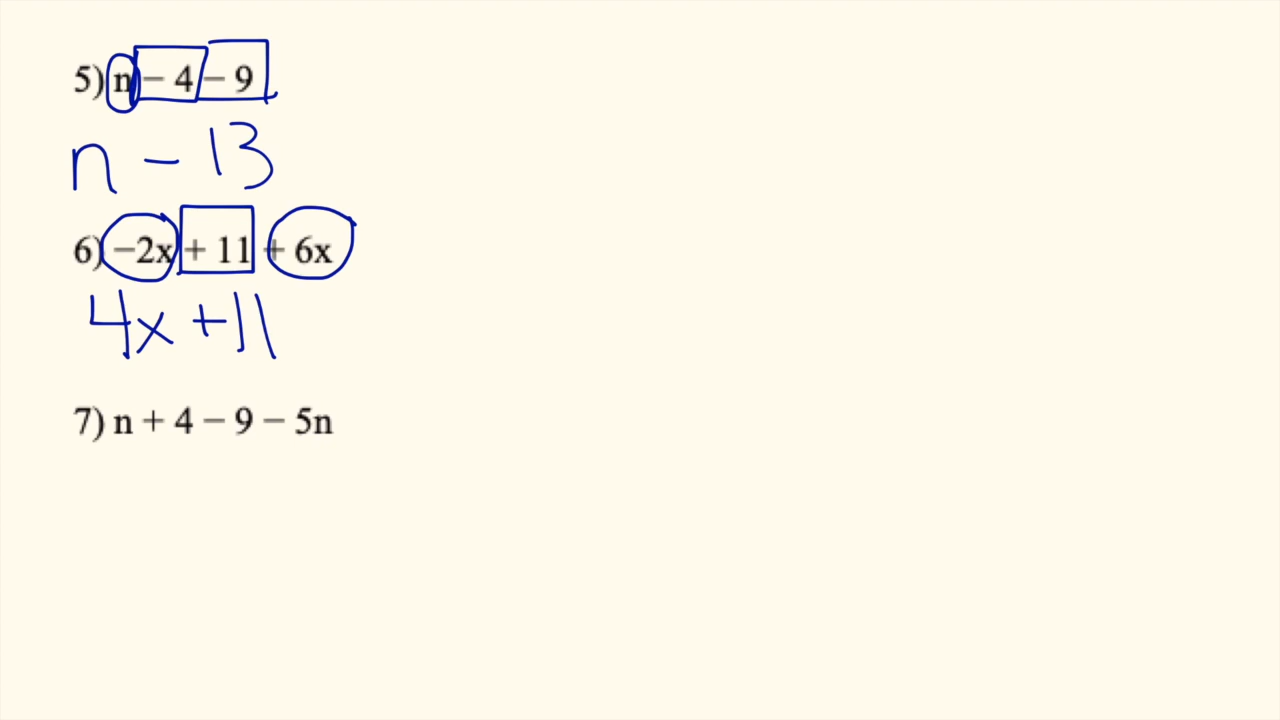 5) n − 4 − 9
n − 13
6) −2x + 11 + 6x
4x + 11
7) n + 4 − 9 − 5n